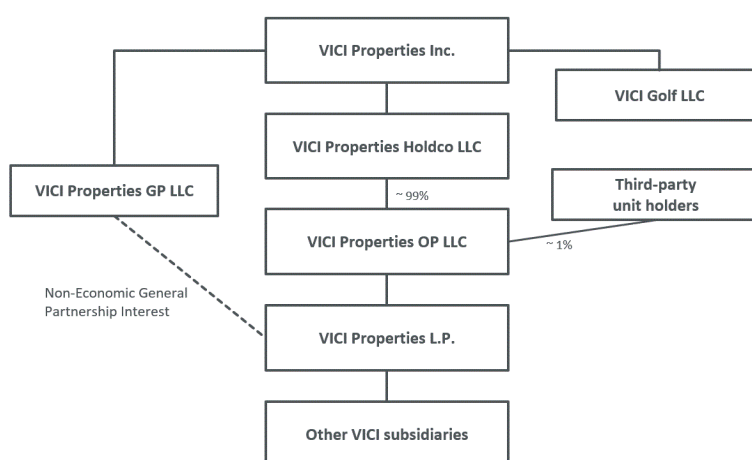 VICI Properties Inc.
VICI Golf LLC
VICI Properties Holdco LLC
VICI Properties GP LLC
~ 99%
Third-party
unit holders
VICI Properties OP LLC
~ 1%
Non-Economic General
Partnership Interest
VICI Properties L.P.
Other VICI subsidiaries